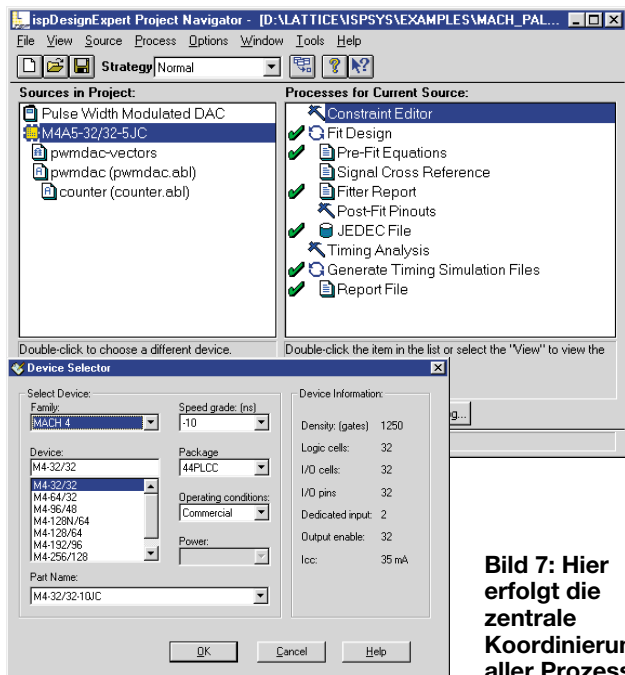 ispDesignExpert Project Navigator - [D:\LATTICE\ISPSYS\EXAMPLES\MACH_PAL...
File View Source Process Options Window Tools Help
Strategy Normal
Sources in Project:
Pulse Width Modulated DAC
M4A5-32/32-5JC
pwmdac-vectors
pwmdac (pwmdac.abl)
counter (counter.abl)
Double-click to choose a different device.
Processes for Current Source:
Constraint Editor
Fit Design
Pre-Fit Equations
Signal Cross Reference
Fitter Report
Post-Fit Pinouts
JEDEC File
Timing Analysis
Generate Timing Simulation Files
Report File
Double-click the item in the list or select the "View" to view the
g...
Device Selector
Select Device:
Family:
MACH 4
Speed grade: (ns)
-10
Device:
M4-32/32
M4-32/32
M4-64/32
M4-96/48
M4-128N/64
M4-128/64
M4-192/96
M4-256/128
Package
44PLCC
Operating conditions:
Commercial
Power:
Part Name:
M4-32/32-10JC
Device Information:
Density: (gates) 1250
Logic cells: 32
I/O cells: 32
I/O pins 32
Dedicated input: 2
Output enable: 32
Icc: 35 mA
OK Cancel Help
Bild 7: Hier
erfolgt die
zentrale
Koordinierun
aller Prozess